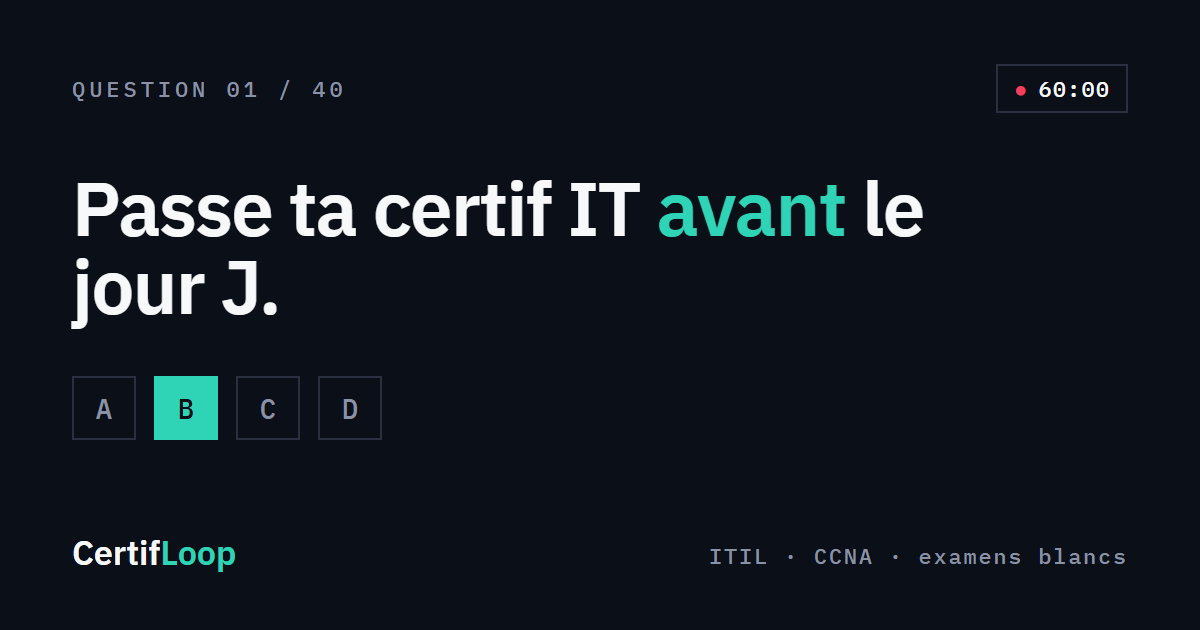 QUESTION 01 / 40
60:00
Passe ta certif IT avant le
jour J.
A B C D
CertifLoop
ITIL · CCNA · examens blancs